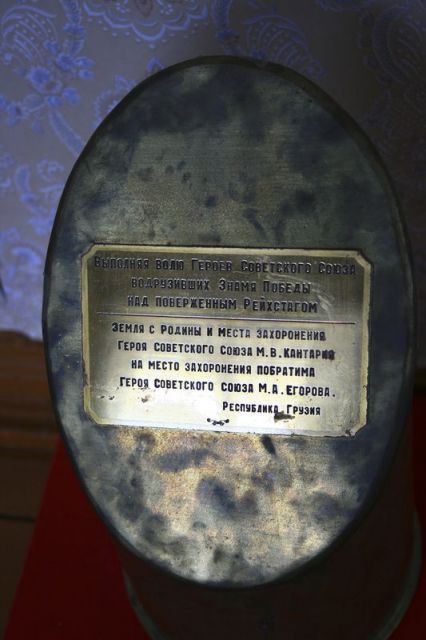 Выполняя волю Героев Советского Союза
водрузивших Знамя Победы
над поверженным Рейхстагом
Земля с Родины и места захоронения
Героя Советского Союза М.В.Кантария
на место захоронения побратима
Героя Советского Союза М.А.Егорова.
Республика Грузия